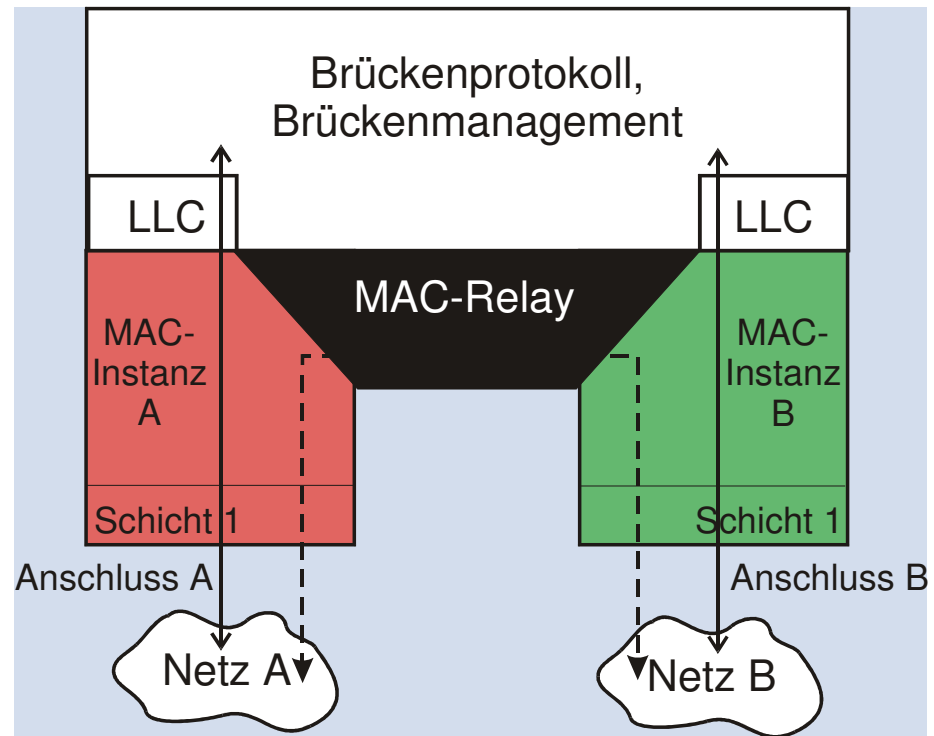 Brückenprotokoll,
Brückenmanagement
LLC
LLC
MAC-Relay
MAC-
Instanz
A
MAC-
Instanz
B
Schicht 1
Schicht 1
Anschluss A
Anschluss B
Netz A
Netz B